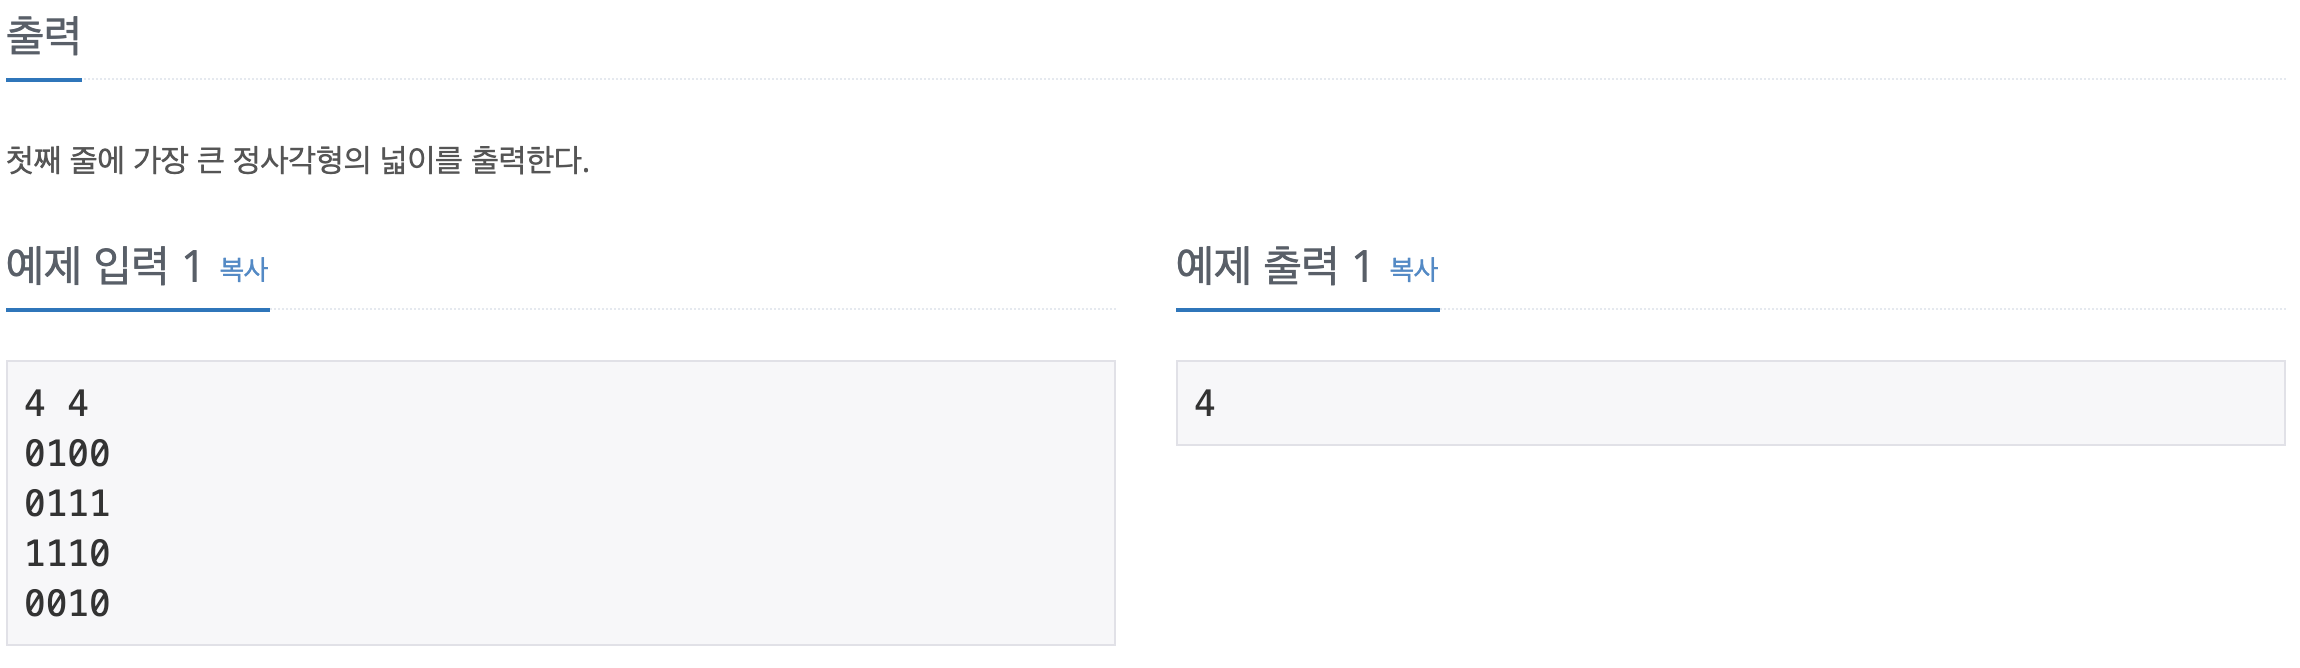 출력
첫째 줄에 가장 큰 정사각형의 넓이를 출력한다.
예제 입력 1 복사
4 4
0100
0111
1110
0010
예제 출력 1 복사
4